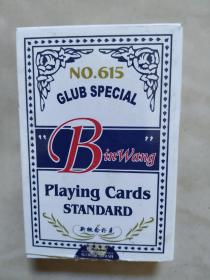 NO.615
GLUB SPECIAL
"BinWang"
Playing Cards
STANDARD